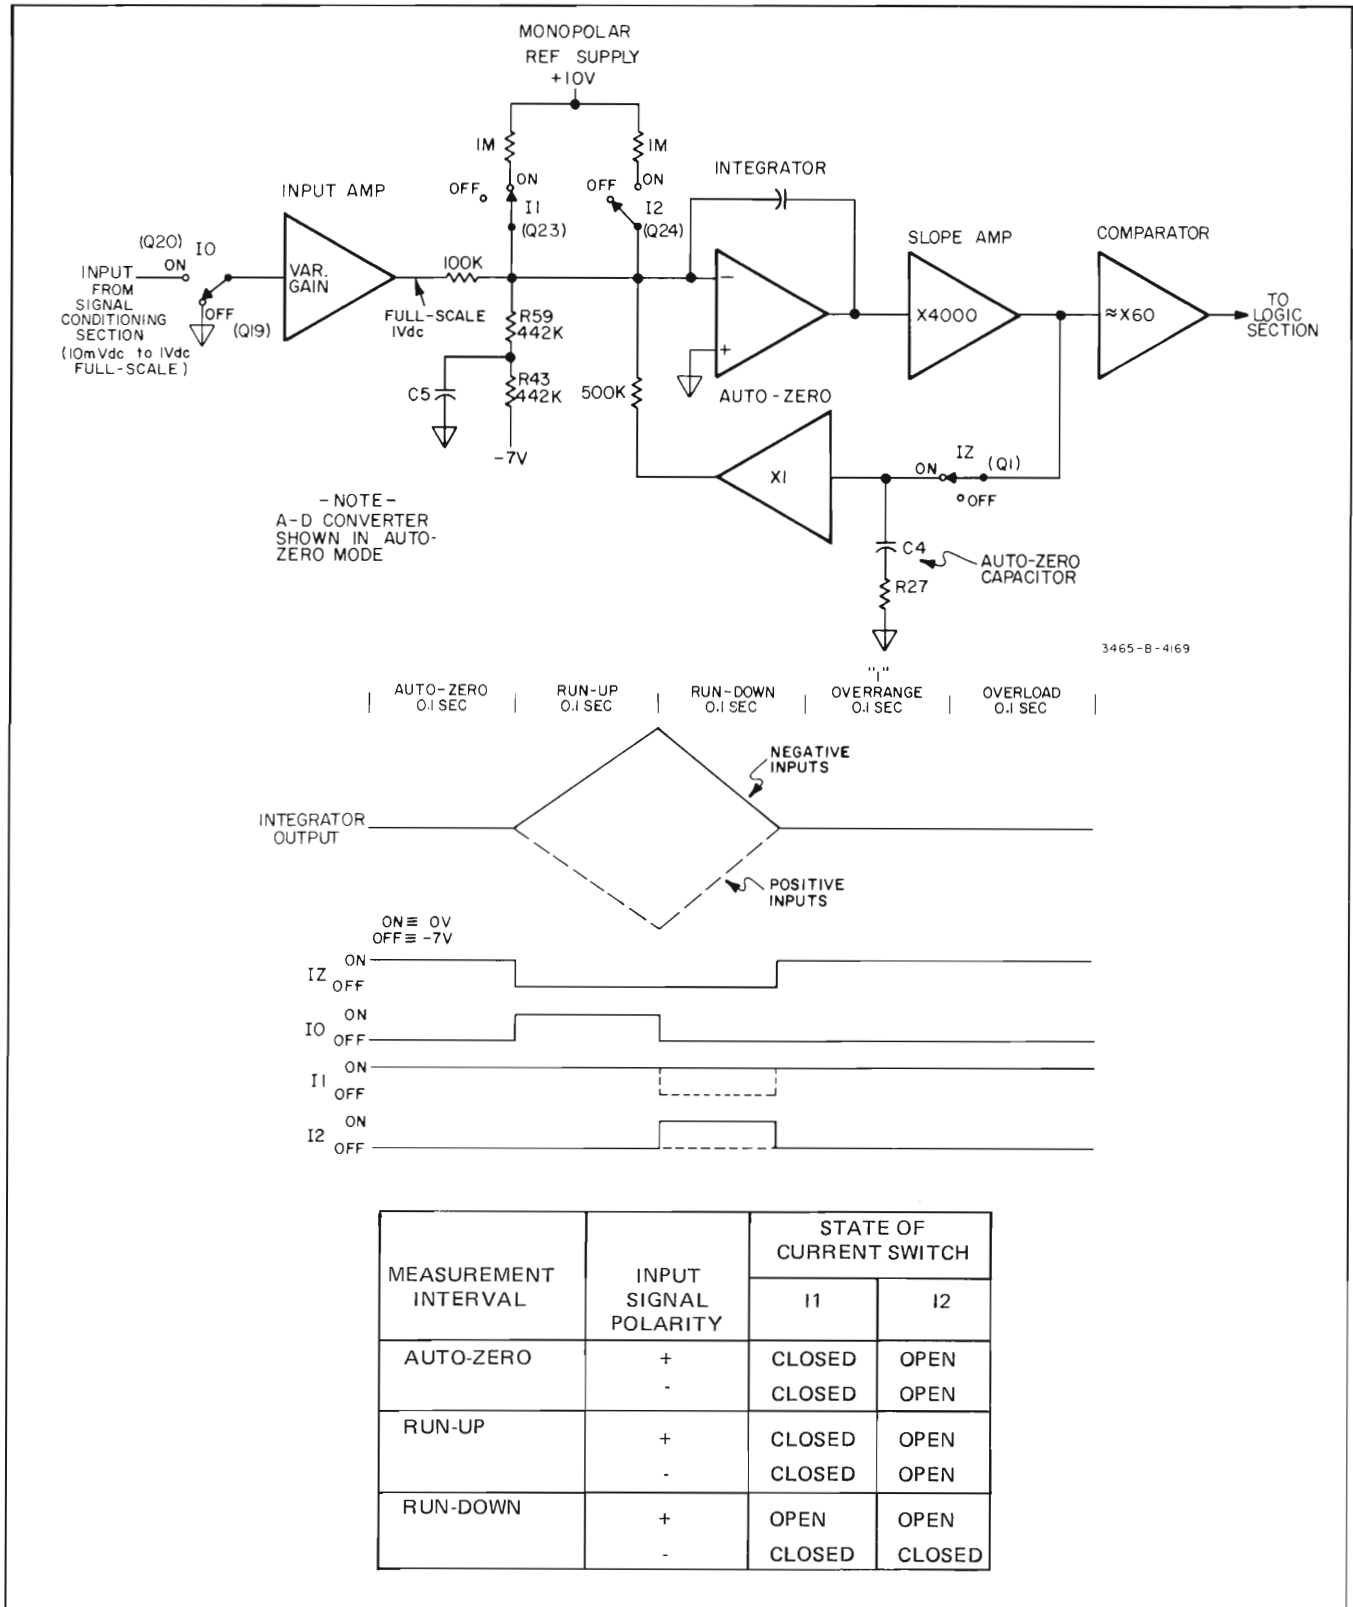 MONOPOLAR
REF SUPPLY
+10V
1M
1M
ON
OFF
I1
(Q23)
OFF
ON
I2
(Q24)
INTEGRATOR
INPUT AMP
(Q20) IO
ON
INPUT
FROM
SIGNAL
CONDITIONING
SECTION
(10mVdc to 1Vdc
FULL-SCALE)
OFF
(Q19)
VAR.
GAIN
100K
FULL-SCALE
1Vdc
R59
442K
C5
R43
442K
-7V
500K
-
+
AUTO-ZERO
SLOPE AMP
X4000
COMPARATOR
≈X60
TO
LOGIC
SECTION
X1
ON
IZ
(Q1)
OFF
C4
R27
AUTO-ZERO
CAPACITOR
-NOTE-
A-D CONVERTER
SHOWN IN AUTO-
ZERO MODE
3465-B-4169
AUTO-ZERO
0.1 SEC
RUN-UP
0.1 SEC
RUN-DOWN
0.1 SEC
"1"
OVERRANGE
0.1 SEC
OVERLOAD
0.1 SEC
NEGATIVE
INPUTS
INTEGRATOR
OUTPUT
POSITIVE
INPUTS
ON≡ 0V
OFF≡ -7V
IZ ON
OFF
IO ON
OFF
I1 ON
OFF
I2 ON
OFF
MEASUREMENT
INTERVAL
INPUT
SIGNAL
POLARITY
STATE OF
CURRENT SWITCH
I1 I2
AUTO-ZERO + CLOSED OPEN
- CLOSED OPEN
RUN-UP + CLOSED OPEN
- CLOSED OPEN
RUN-DOWN + OPEN OPEN
- CLOSED CLOSED